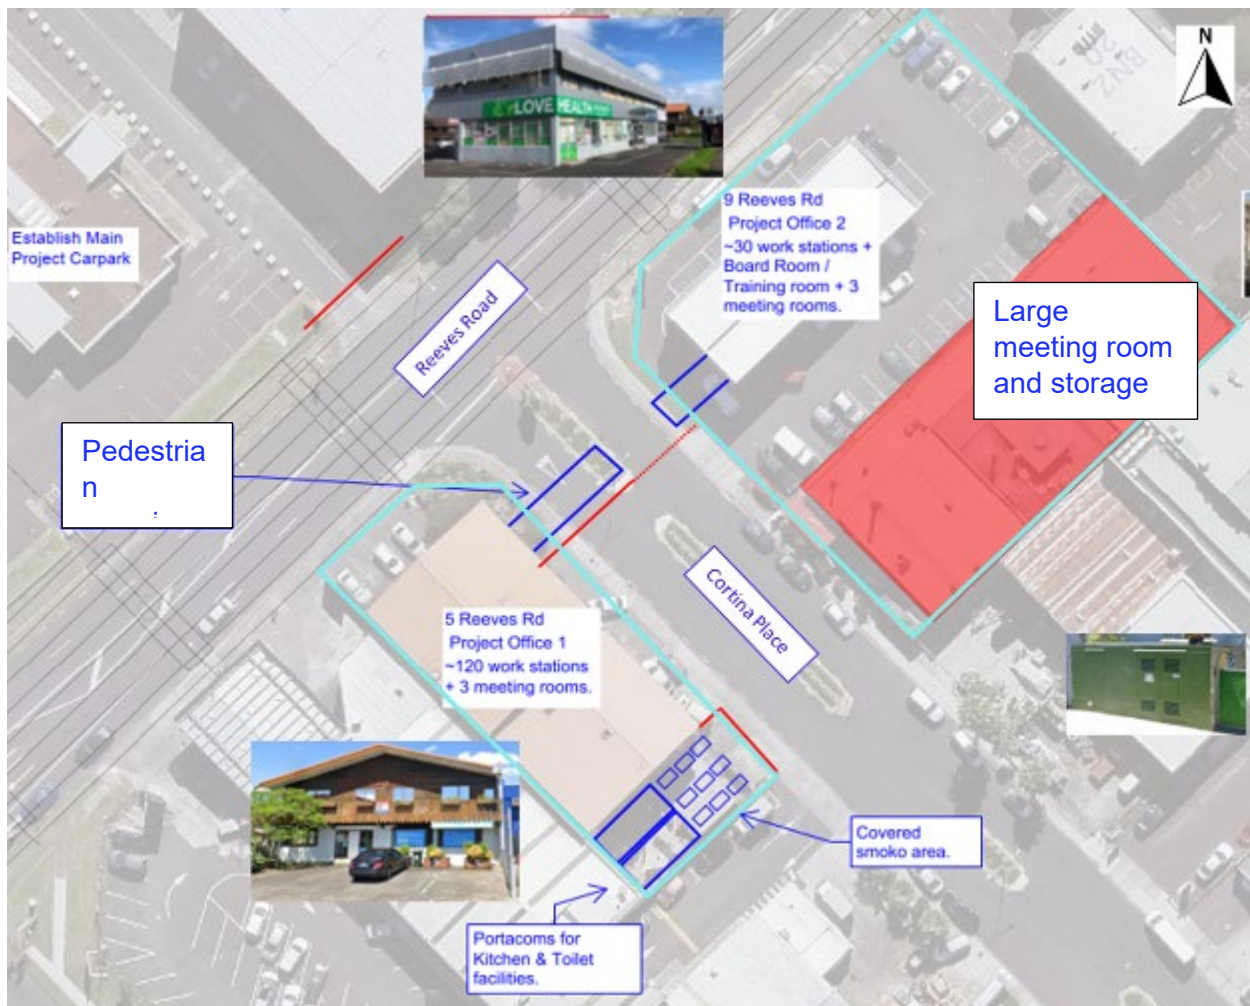 N
LOVE HEALTH
BNZ
9 Reeves Rd
Project Office 2
~30 work stations +
Board Room /
Training room + 3
meeting rooms.
Establish Main
Project Carpark
Reeves Road
Large
meeting room
and storage
Pedestria
n
Cortina Place
5 Reeves Rd
Project Office 1
~120 work stations
+ 3 meeting rooms.
Covered
smoko area.
Portacoms for
Kitchen & Toilet
facilities.